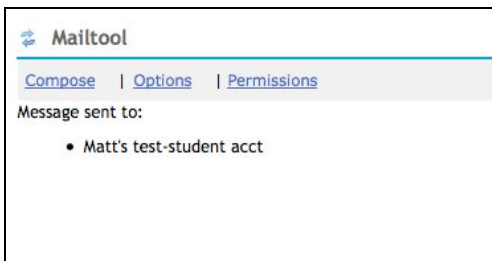 Mailtool
Compose | Options | Permissions
Message sent to:
• Matt's test-student acct